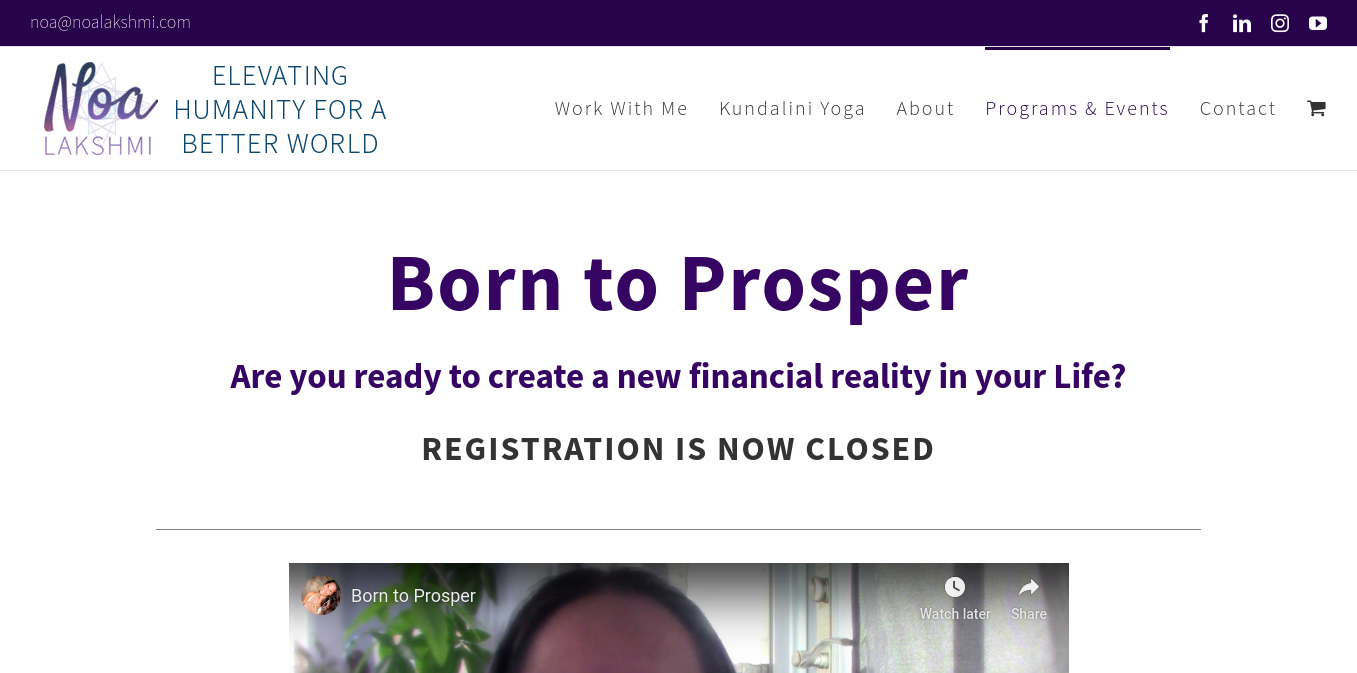 noa@noalakshmi.com
Noa
LAKSHMI
ELEVATING
HUMANITY FOR A
BETTER WORLD
Work With Me
Kundalini Yoga
About
Programs & Events
Contact
Born to Prosper
Are you ready to create a new financial reality in your Life?
REGISTRATION IS NOW CLOSED
Born to Prosper
Watch later
Share